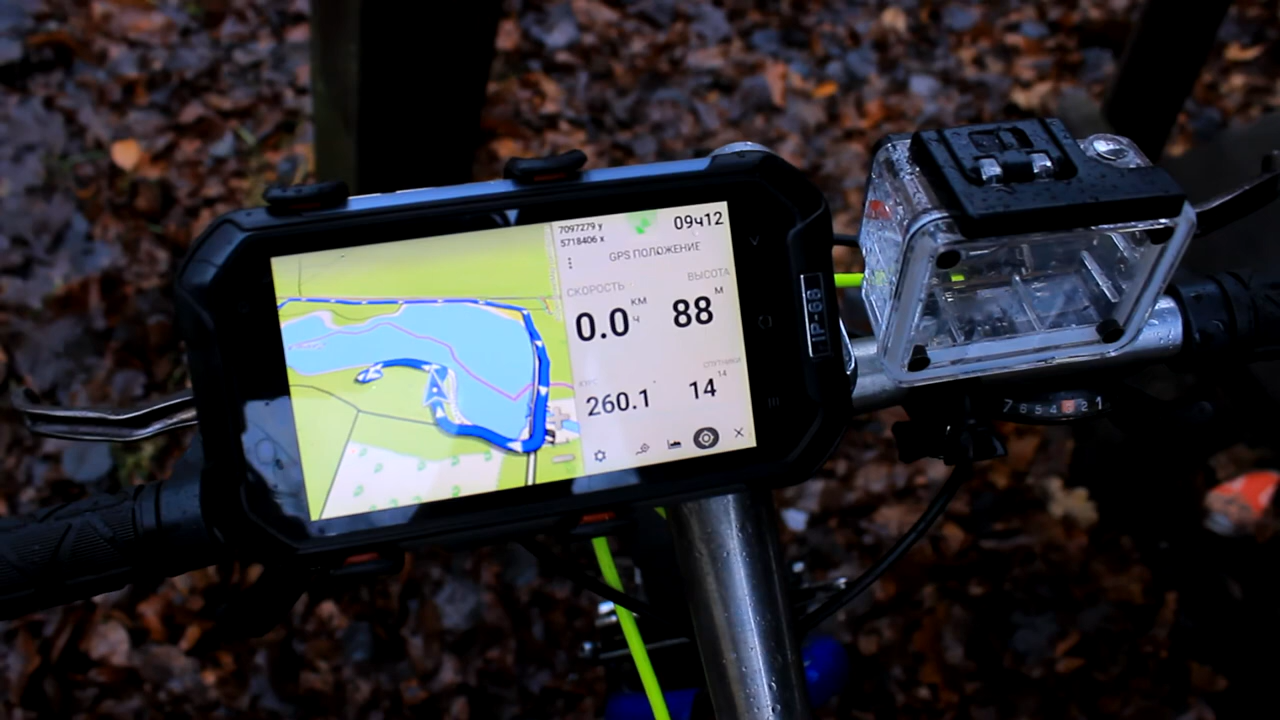 7097279 y
5718406 x
09ч12
GPS ПОЛОЖЕНИЕ
СКОРОСТЬ
ВЫСОТА
0.0 км ч
88 м
КУРС
СПУТНИКИ
14
260.1 °
14
IP-68
7 6 5 4 3 2 1